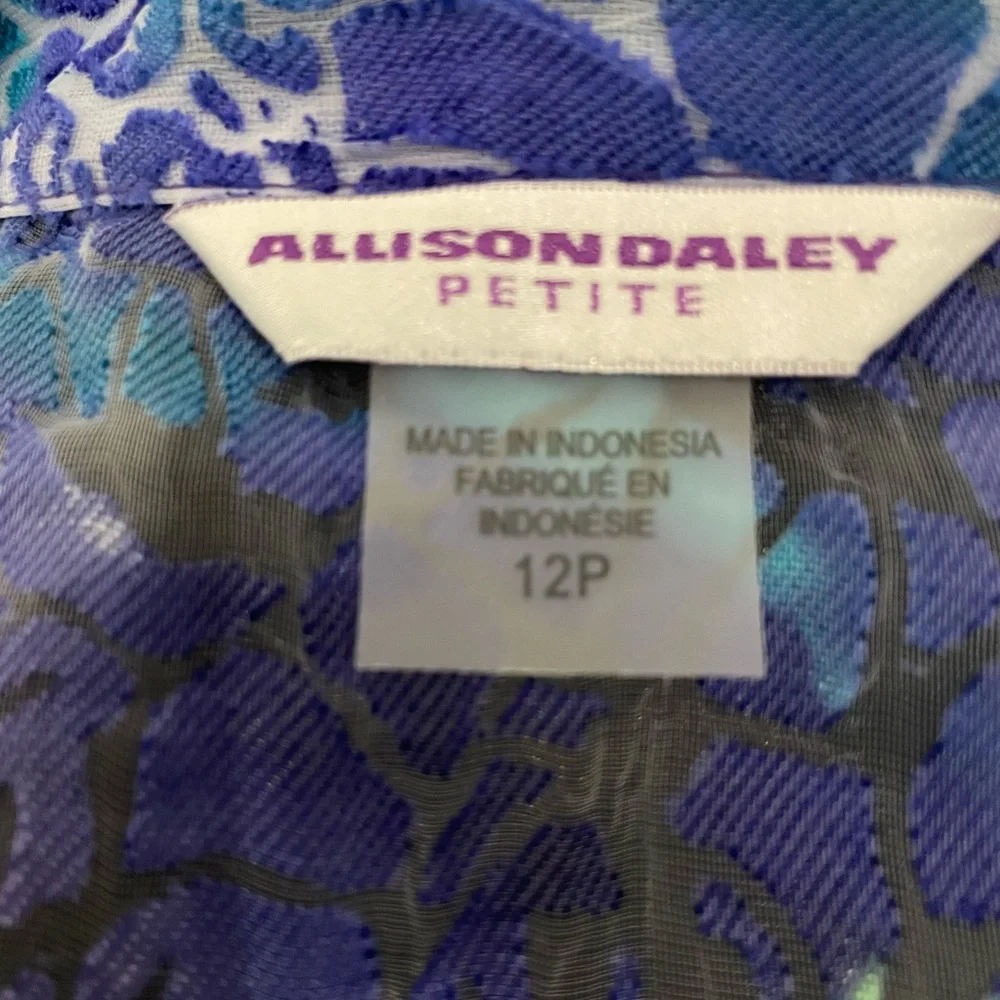 ALLISON DALEY
PETITE
MADE IN INDONESIA
FABRIQUÉ EN
INDONÉSIE
12P